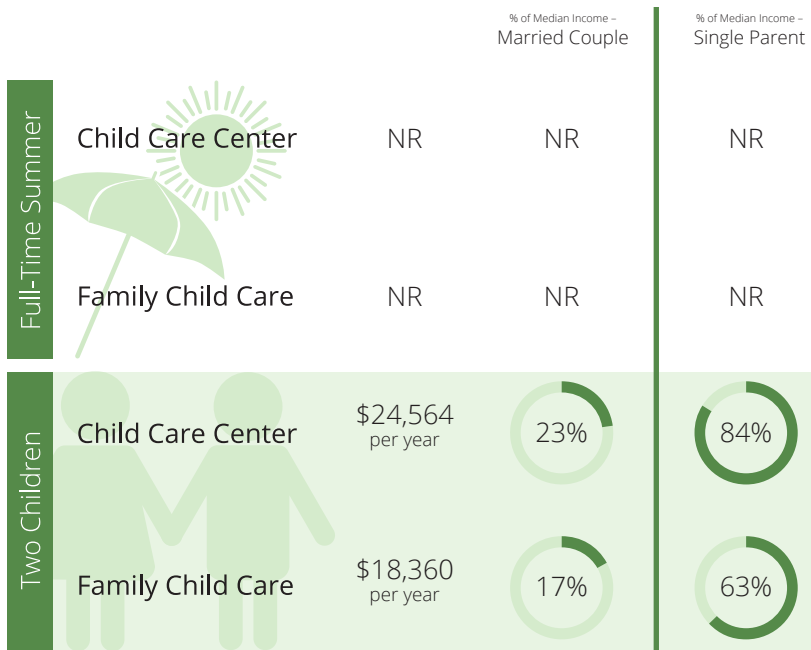 % of Median Income –
Married Couple
% of Median Income –
Single Parent
Full-Time Summer
Child Care Center
NR
NR
NR
Family Child Care
NR
NR
NR
Two Children
Child Care Center
$24,564
per year
23%
84%
Family Child Care
$18,360
per year
17%
63%